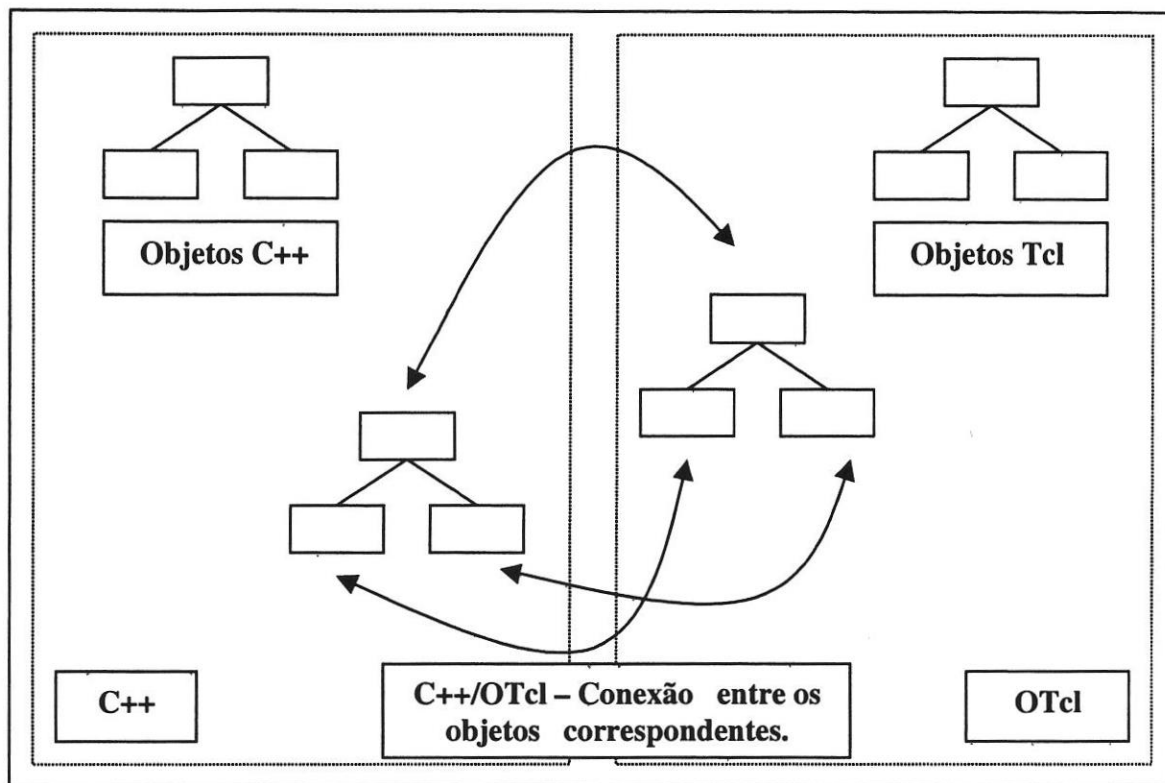 Objetos C++
Objetos Tcl
C++
C++/OTcl – Conexão entre os
objetos correspondentes.
OTcl